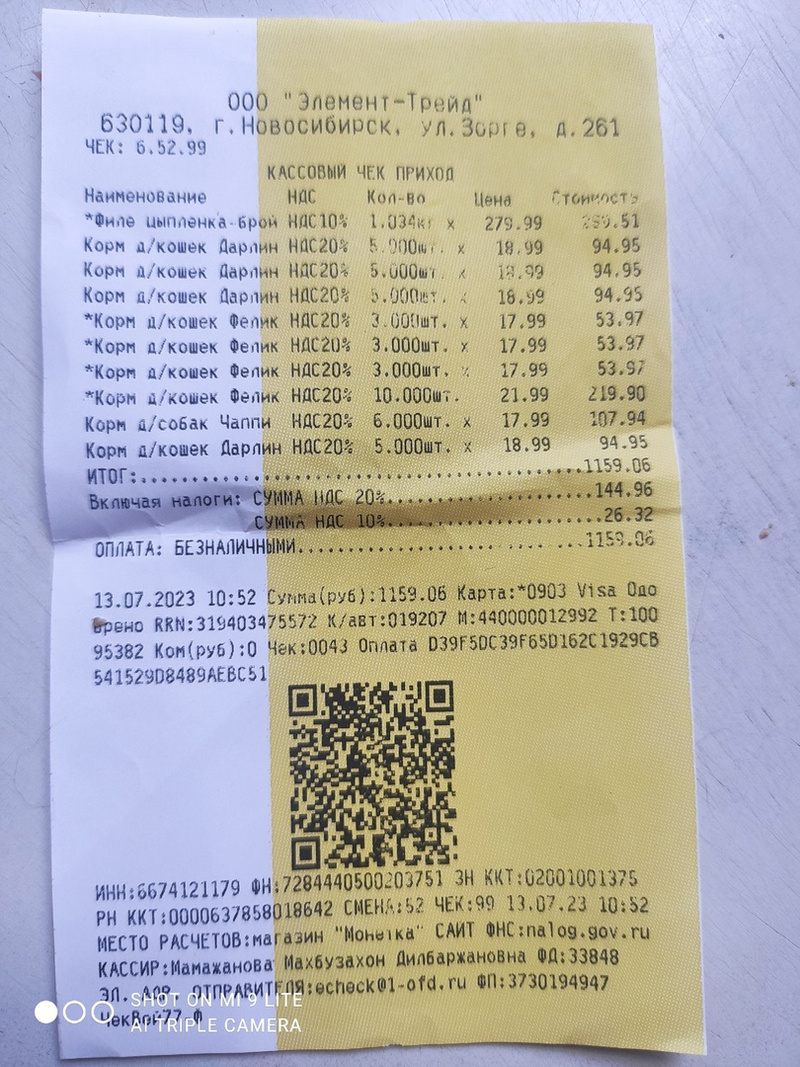 ООО "Элемент-Трейд"
630119, г.Новосибирск, ул.Зорге, д.261
ЧЕК: 6.52.99
КАССОВЫЙ ЧЕК ПРИХОД
Наименование НДС Кол-во Цена Стоимость
*Филе цыпленка-брой НДС10% 1.034кг x 279.99 289.51
Корм д/кошек Дарлин НДС20% 5.000шт. x 18.99 94.95
Корм д/кошек Дарлин НДС20% 5.000шт. x 18.99 94.95
Корм д/кошек Дарлин НДС20% 5.000шт. x 18.99 94.95
*Корм д/кошек Фелик НДС20% 3.000шт. x 17.99 53.97
*Корм д/кошек Фелик НДС20% 3.000шт. x 17.99 53.97
*Корм д/кошек Фелик НДС20% 3.000шт. x 17.99 53.97
*Корм д/кошек Фелик НДС20% 10.000шт. 21.99 219.90
Корм д/собак Чаппи НДС20% 6.000шт. x 17.99 107.94
Корм д/кошек Дарлин НДС20% 5.000шт. x 18.99 94.95
ИТОГ:..........................................1159.06
Включая налоги: СУММА НДС 20%....................144.96
СУММА НДС 10%....................26.32
ОПЛАТА: БЕЗНАЛИЧНЫМИ...........................1159.06
13.07.2023 10:52 Сумма(руб):1159.06 Карта:*0903 Visa Одо
брено RRN:319403475572 К/авт:019207 М:440000012992 Т:100
95382 Ком(руб):0 Чек:0043 Оплата D39F5DC39F65D162C1929CB
541529D8489AEBC51
ИНН:6674121179 ФН:7284440500203751 ЗН ККТ:02001001375
РН ККТ:0000637858018642 СМЕНА:52 ЧЕК:99 13.07.23 10:52
МЕСТО РАСЧЕТОВ:магазин "Монетка" САЙТ ФНС:nalog.gov.ru
КАССИР:Мамажанова Махбузахон Дилбаржановна ФД:33848
ЭЛ. АДР. ОТПРАВИТЕЛЯ:echeck@1-ofd.ru ФП:3730194947
SHOT ON MI 9 LITE
AI TRIPLE CAMERA